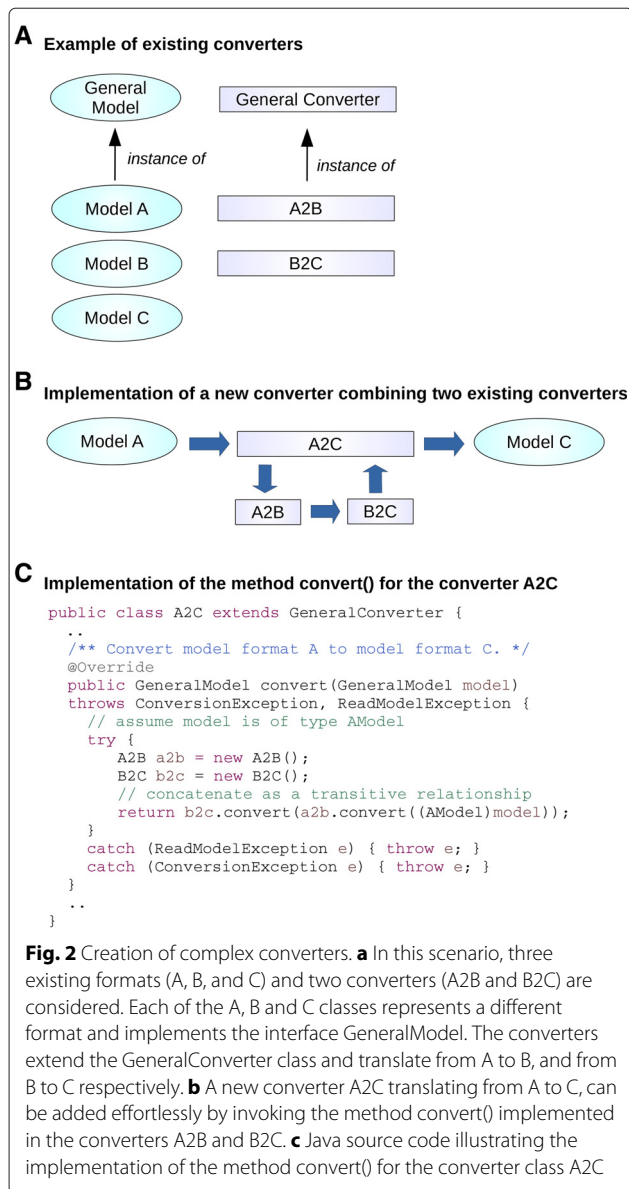 A Example of existing converters
General
Model
General Converter
instance of
instance of
Model A
A2B
Model B
B2C
Model C
B Implementation of a new converter combining two existing converters
Model A
A2C
Model C
A2B
B2C
C Implementation of the method convert() for the converter A2C
public class A2C extends GeneralConverter {
..
/** Convert model format A to model format C. */
@Override
public GeneralModel convert(GeneralModel model)
throws ConversionException, ReadModelException {
// assume model is of type AModel
try {
A2B a2b = new A2B();
B2C b2c = new B2C();
// concatenate as a transitive relationship
return b2c.convert(a2b.convert((AModel)model));
}
catch (ReadModelException e) { throw e; }
catch (ConversionException e) { throw e; }
}
..
}
Fig. 2 Creation of complex converters. a In this scenario, three
existing formats (A, B, and C) and two converters (A2B and B2C) are
considered. Each of the A, B and C classes represents a different
format and implements the interface GeneralModel. The converters
extend the GeneralConverter class and translate from A to B, and from
B to C respectively. b A new converter A2C translating from A to C, can
be added effortlessly by invoking the method convert() implemented
in the converters A2B and B2C. c Java source code illustrating the
implementation of the method convert() for the converter class A2C